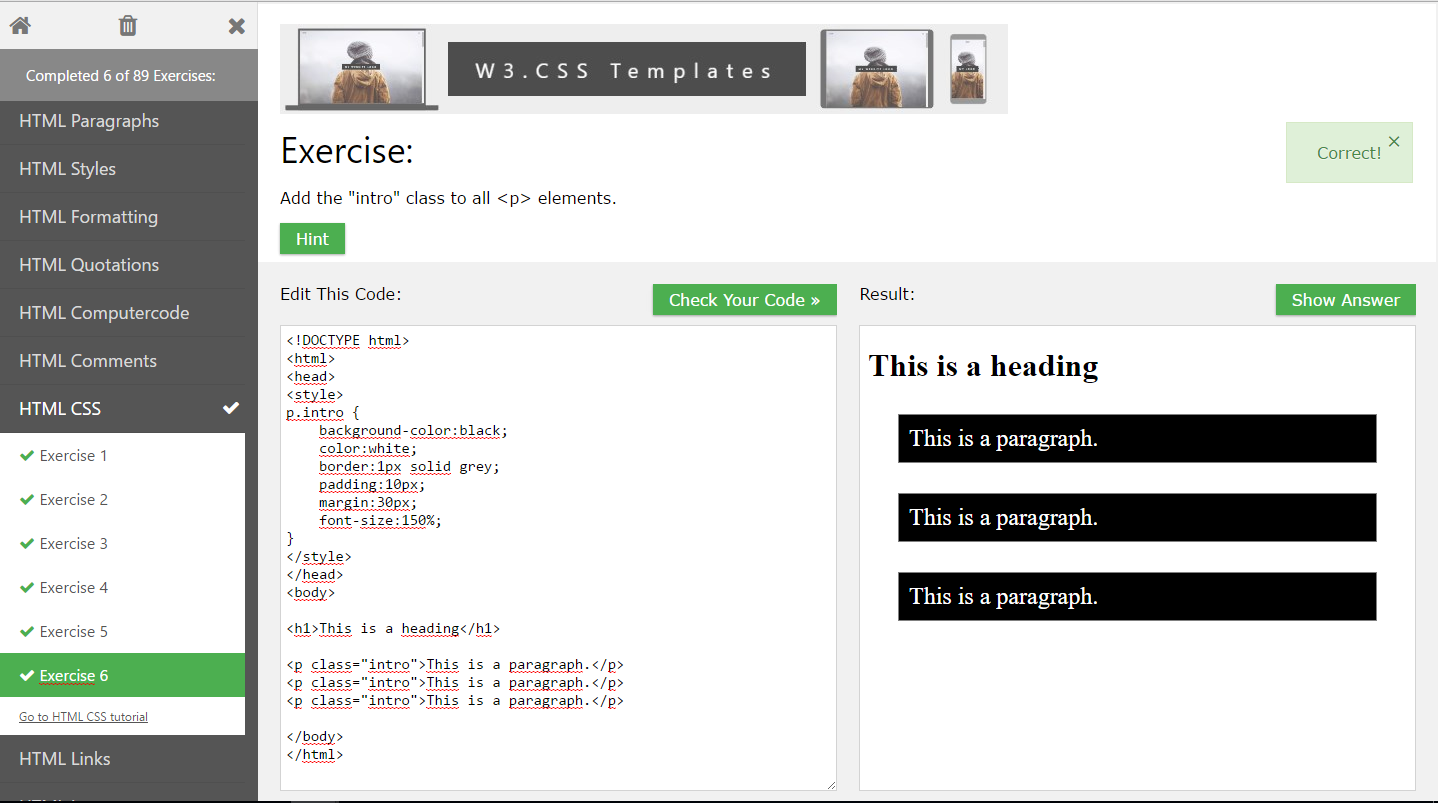 Completed 6 of 89 Exercises:
HTML Paragraphs
HTML Styles
HTML Formatting
HTML Quotations
HTML Computercode
HTML Comments
HTML CSS
Exercise 1
Exercise 2
Exercise 3
Exercise 4
Exercise 5
Exercise 6
Go to HTML CSS tutorial
HTML Links
W3.CSS Templates
Exercise:
Correct!
×
Add the "intro" class to all <p> elements.
Hint
Edit This Code:
Check Your Code »
<!DOCTYPE html>
<html>
<head>
<style>
p.intro {
    background-color:black;
    color:white;
    border:1px solid grey;
    padding:10px;
    margin:30px;
    font-size:150%;
}
</style>
</head>
<body>
<h1>This is a heading</h1>
<p class="intro">This is a paragraph.</p>
<p class="intro">This is a paragraph.</p>
<p class="intro">This is a paragraph.</p>
</body>
</html>
Result:
Show Answer
This is a heading
This is a paragraph.
This is a paragraph.
This is a paragraph.